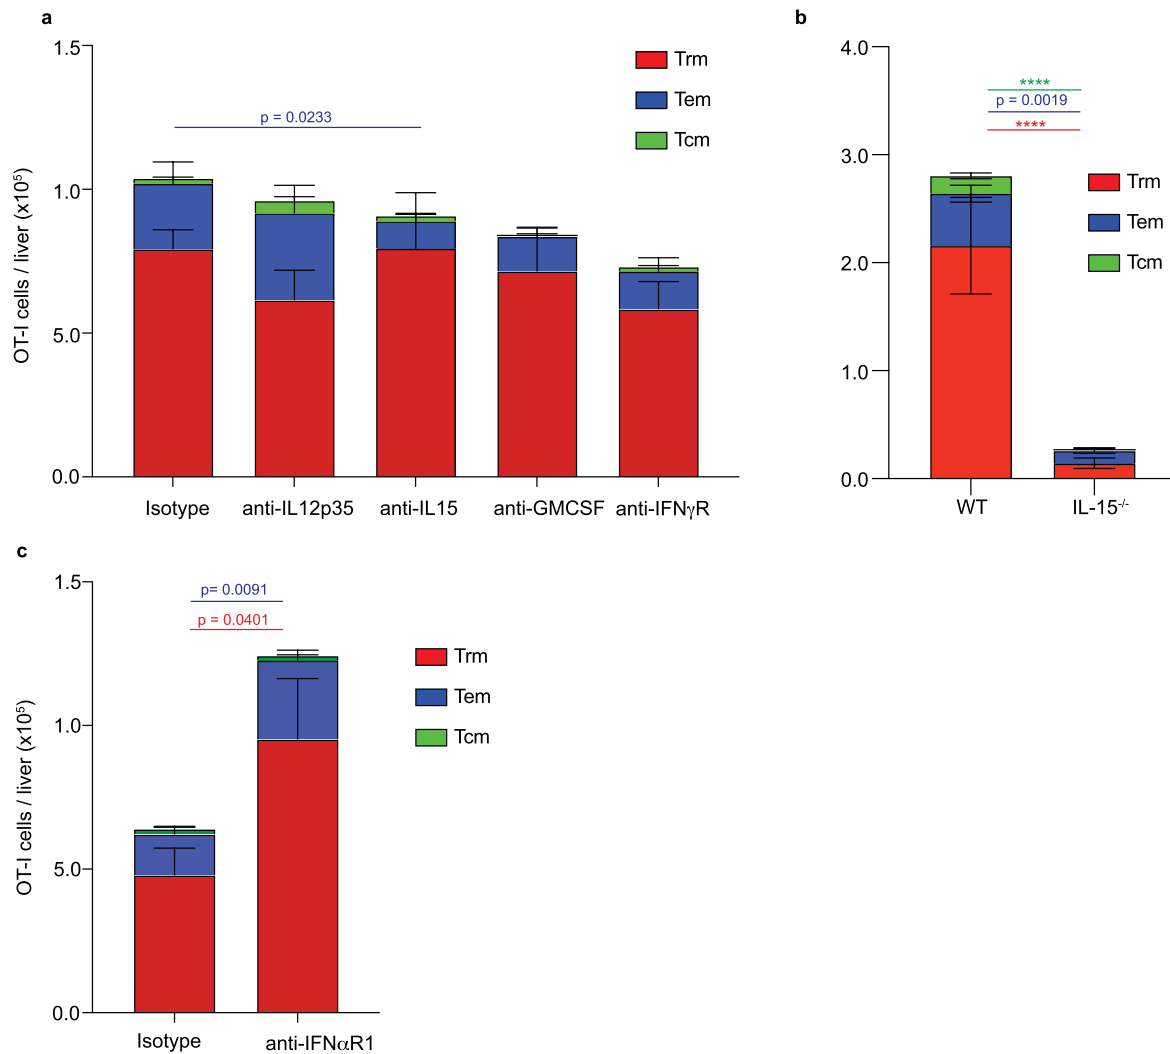 a
1.5
1.0
5.0
0.0
OT-I cells / liver (x10⁵)
p = 0.0233
Trm
Tem
Tcm
Isotype
anti-IL12p35
anti-IL15
anti-GMCSF
anti-IFNγR
b
4.0
3.0
2.0
1.0
0.0
****
p = 0.0019
****
Trm
Tem
Tcm
WT
IL-15⁻/⁻
c
1.5
1.0
5.0
0.0
OT-I cells / liver (x10⁵)
p= 0.0091
p = 0.0401
Trm
Tem
Tcm
Isotype
anti-IFNαR1